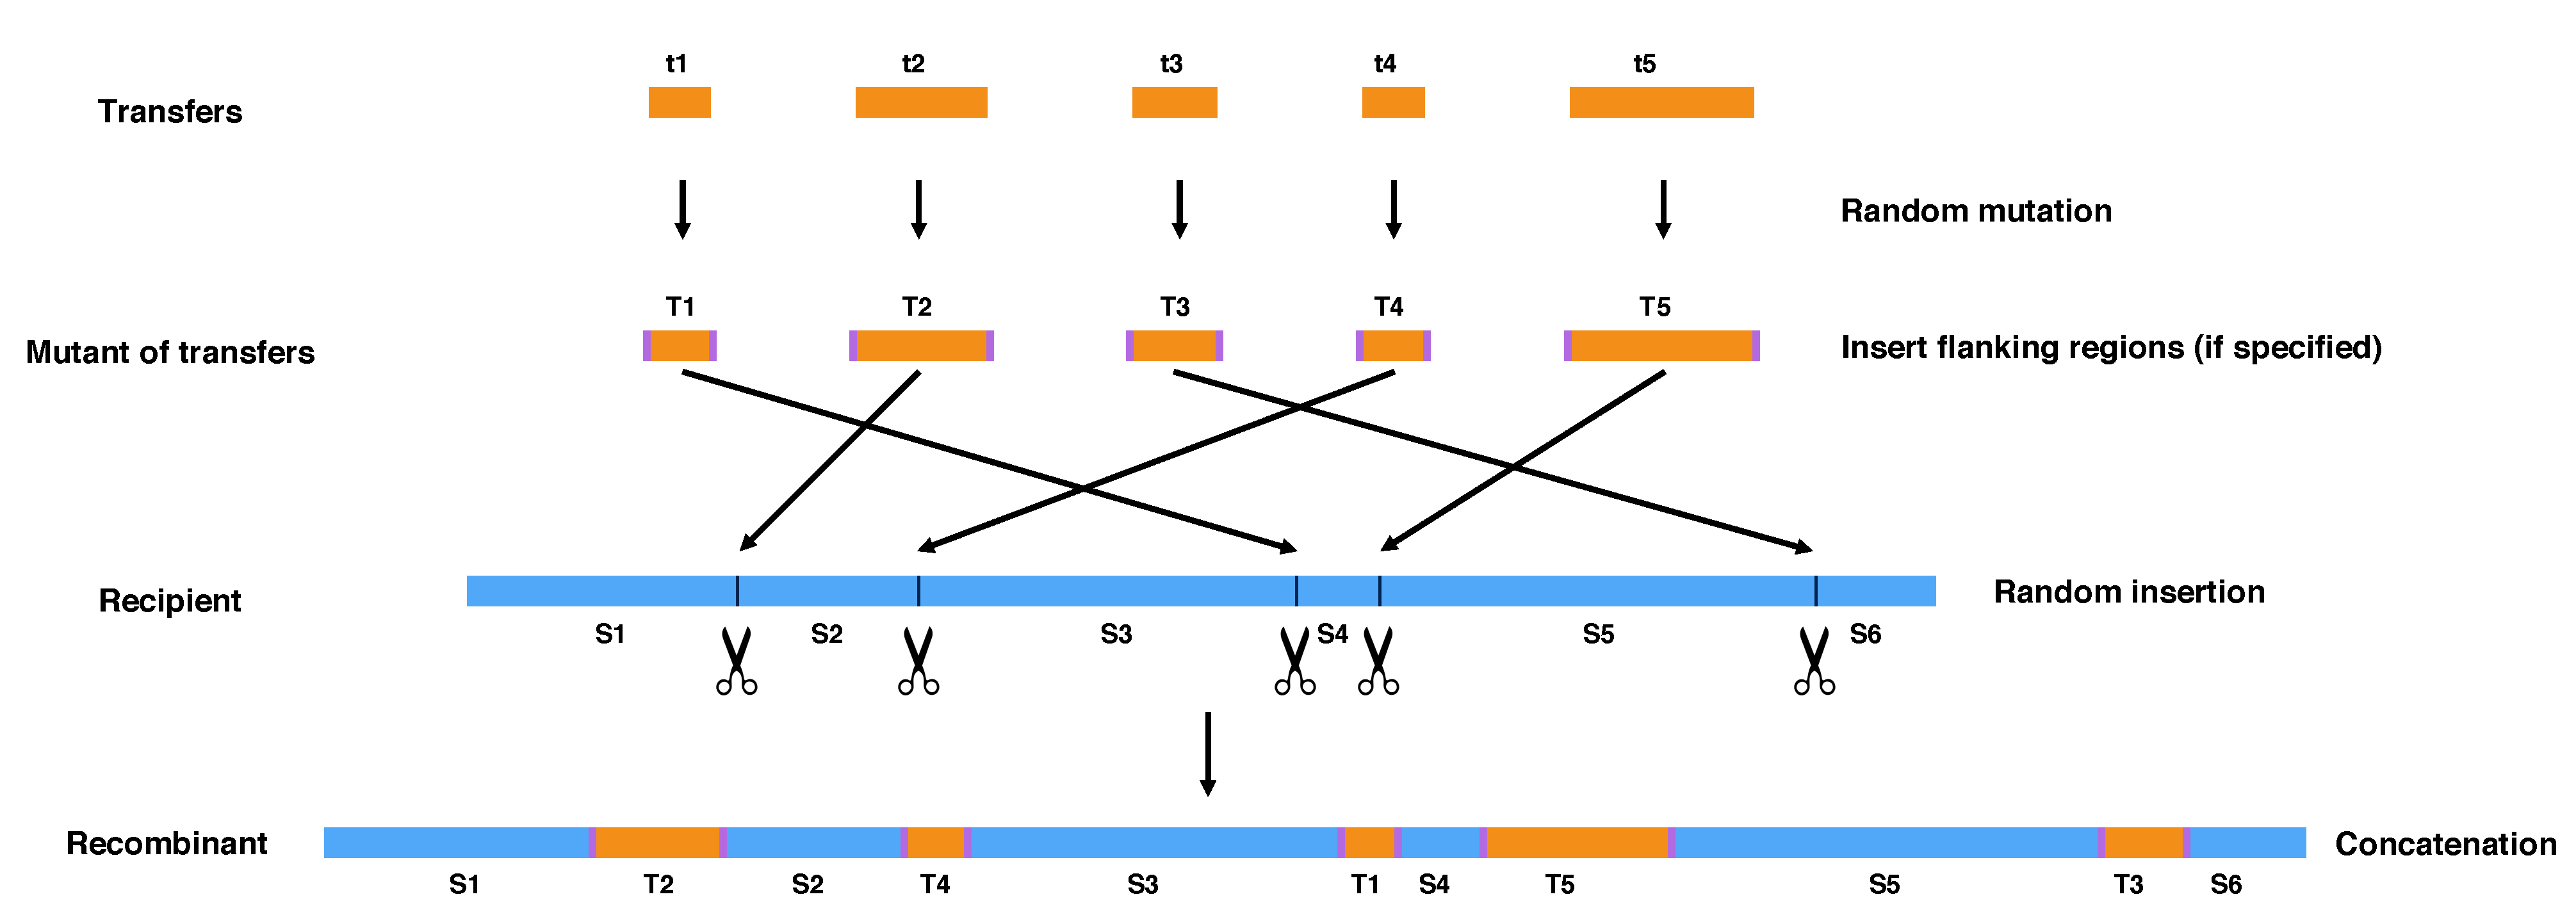 t1 t2 t3 t4 t5
Transfers
Random mutation
T1 T2 T3 T4 T5
Mutant of transfers
Insert flanking regions (if specified)
Recipient
Random insertion
S1 S2 S3 S4 S5 S6
Recombinant
Concatenation
S1 T2 S2 T4 S3 T1 S4 T5 S5 T3 S6